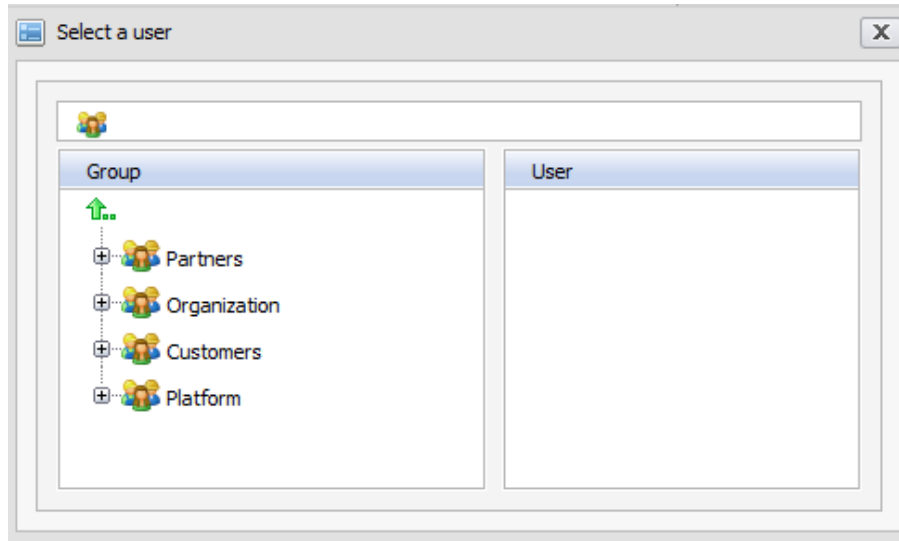 Select a user
Group
User
Partners
Organization
Customers
Platform